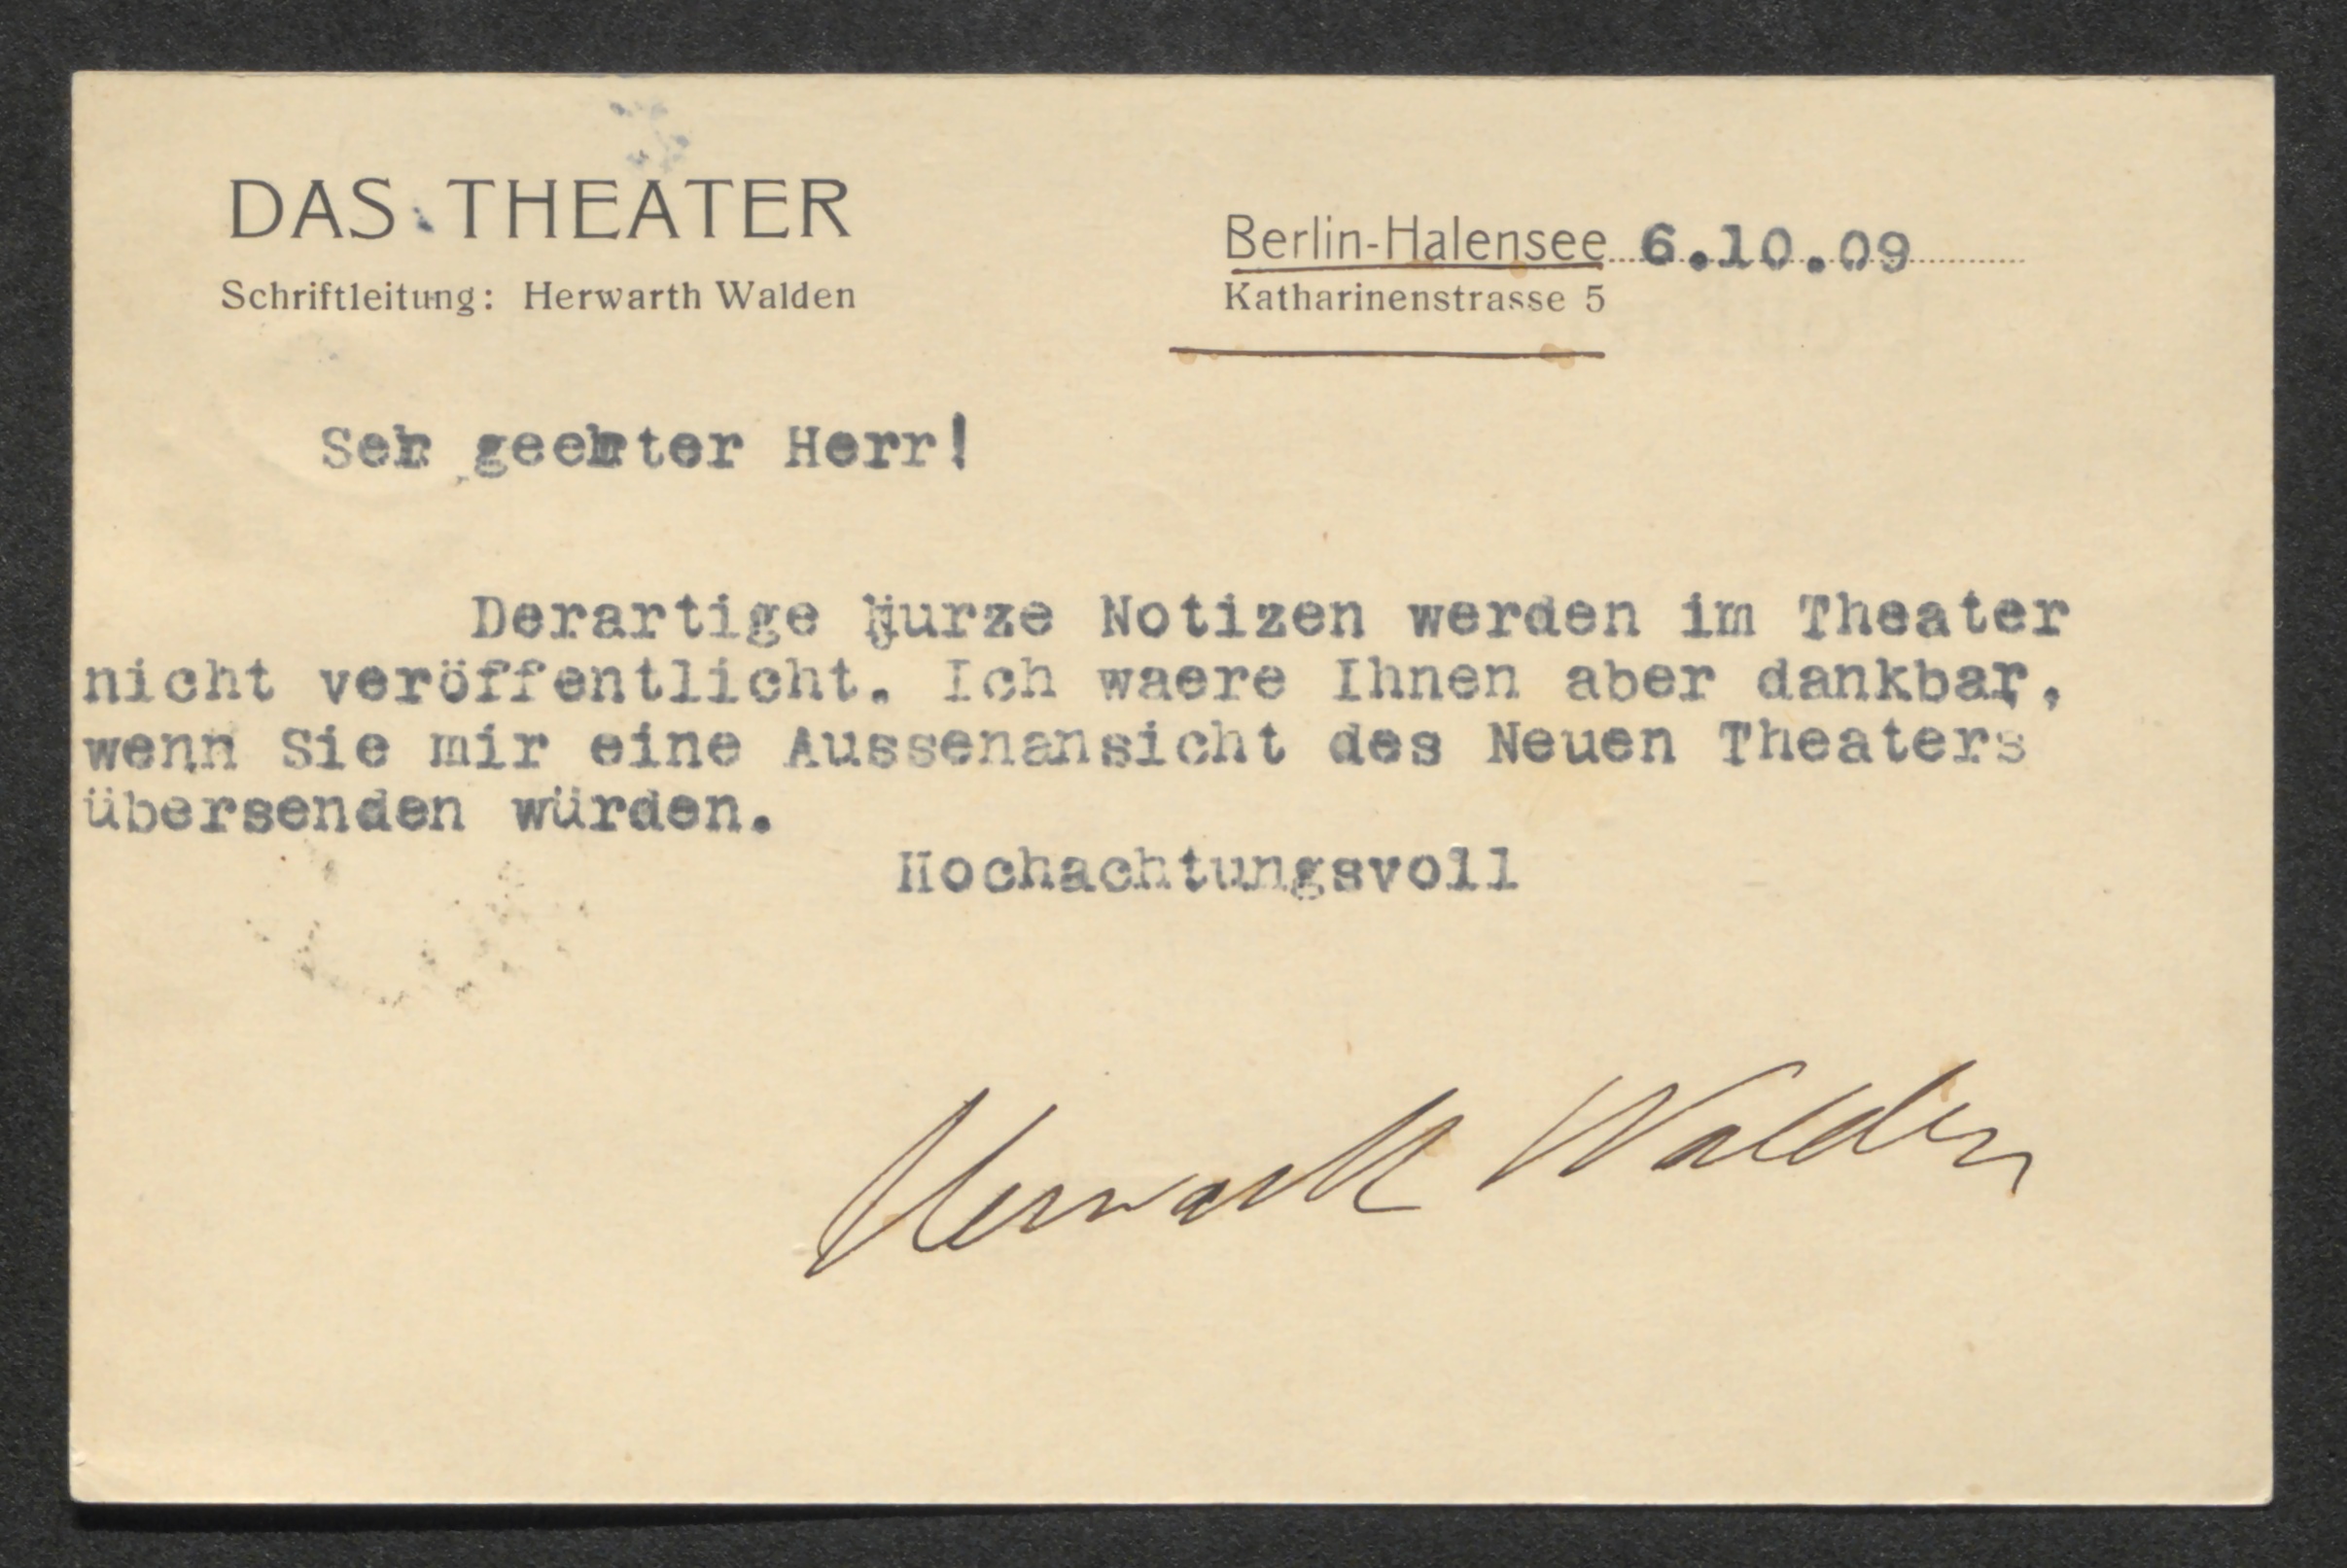 DAS THEATER
Schriftleitung: Herwarth Walden
Berlin-Halensee 6.10.09
Katharinenstrasse 5
Sehr geehrter Herr!
Derartige kurze Notizen werden im Theater
nicht veröffentlicht. Ich waere Ihnen aber dankbar,
wenn Sie mir eine Aussenansicht des Neuen Theaters
übersenden würden.
Hochachtungsvoll
Herwarth Walden